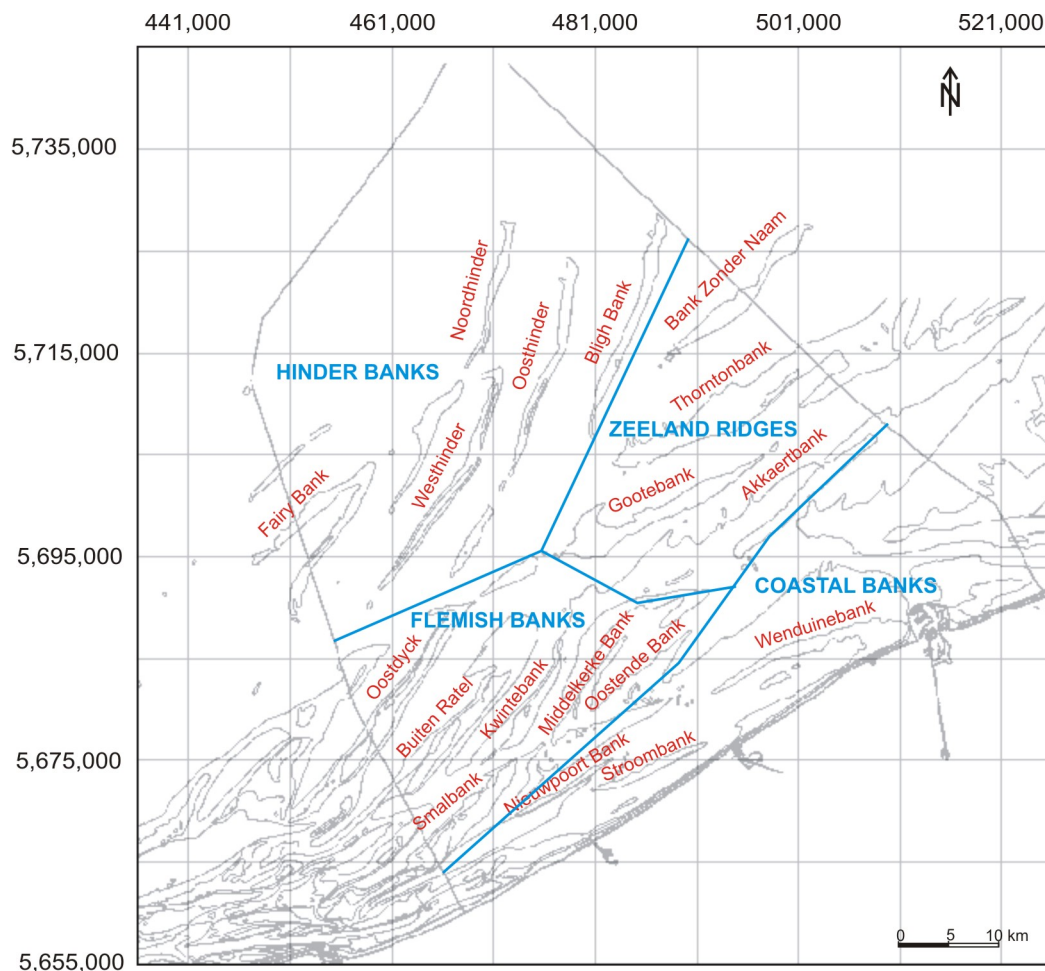 441,000 461,000 481,000 501,000 521,000
N
5,735,000
Noordhinder
Oosthinder
Bligh Bank
Bank Zonder Naam
5,715,000
HINDER BANKS
Thorntonbank
ZEELAND RIDGES
Westhinder
Fairy Bank
Gootebank
Akkaertbank
5,695,000
COASTAL BANKS
FLEMISH BANKS
Wenduinebank
Oostdyck
Buiten Ratel
Kwintebank
Middelkerke Bank
Oostende Bank
5,675,000
Smalbank
Nieuwpoort Bank
Stroombank
0 5 10 km
5,655,000